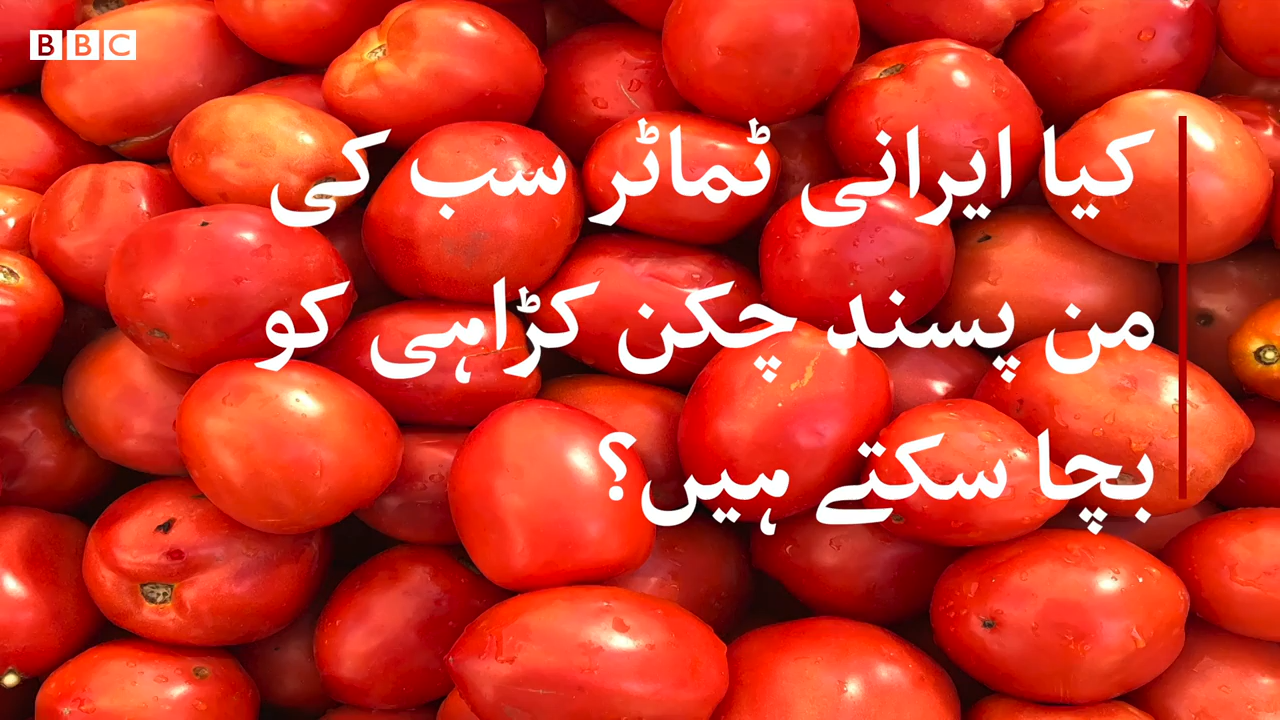 BBC
کیا ایرانی ٹماٹر سب کی
من پسند چکن کڑاہی کو
بچا سکتے ہیں؟